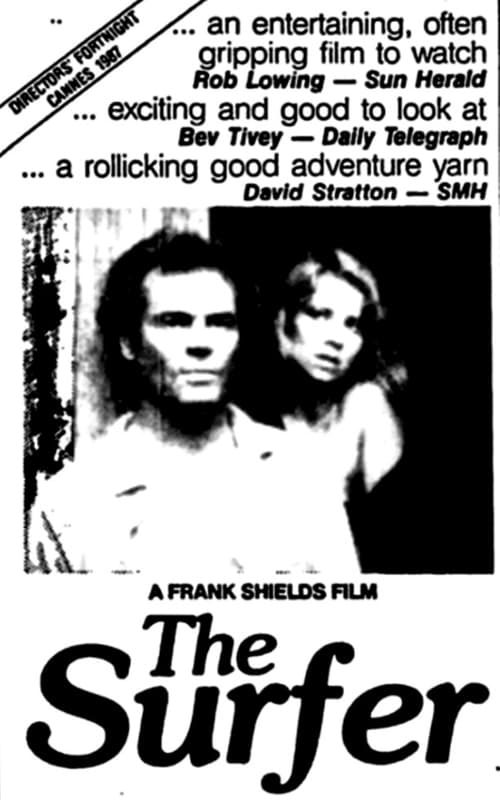 DIRECTORS' FORTNIGHT
CANNES 1987
... an entertaining, often
gripping film to watch
Rob Lowing — Sun Herald
... exciting and good to look at
Bev Tivey — Daily Telegraph
... a rollicking good adventure yarn
David Stratton — SMH
A FRANK SHIELDS FILM
The
Surfer